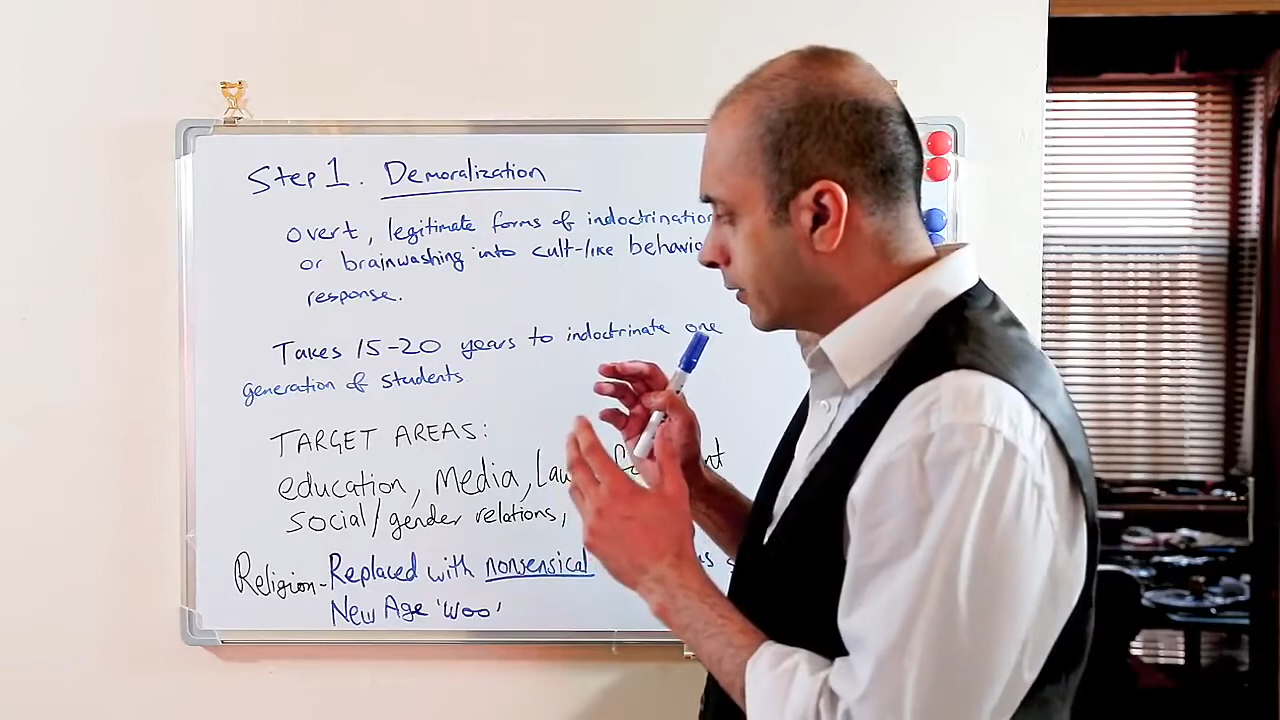 Step 1. Demoralization
overt, legitimate forms of indoctrination
or brainwashing into cult-like
response.
Takes 15-20 years to indoctrinate one
generation of students
TARGET AREAS:
education, Media,
social/gender relations,
Religion - Replaced with nonsensical
New Age 'Woo'